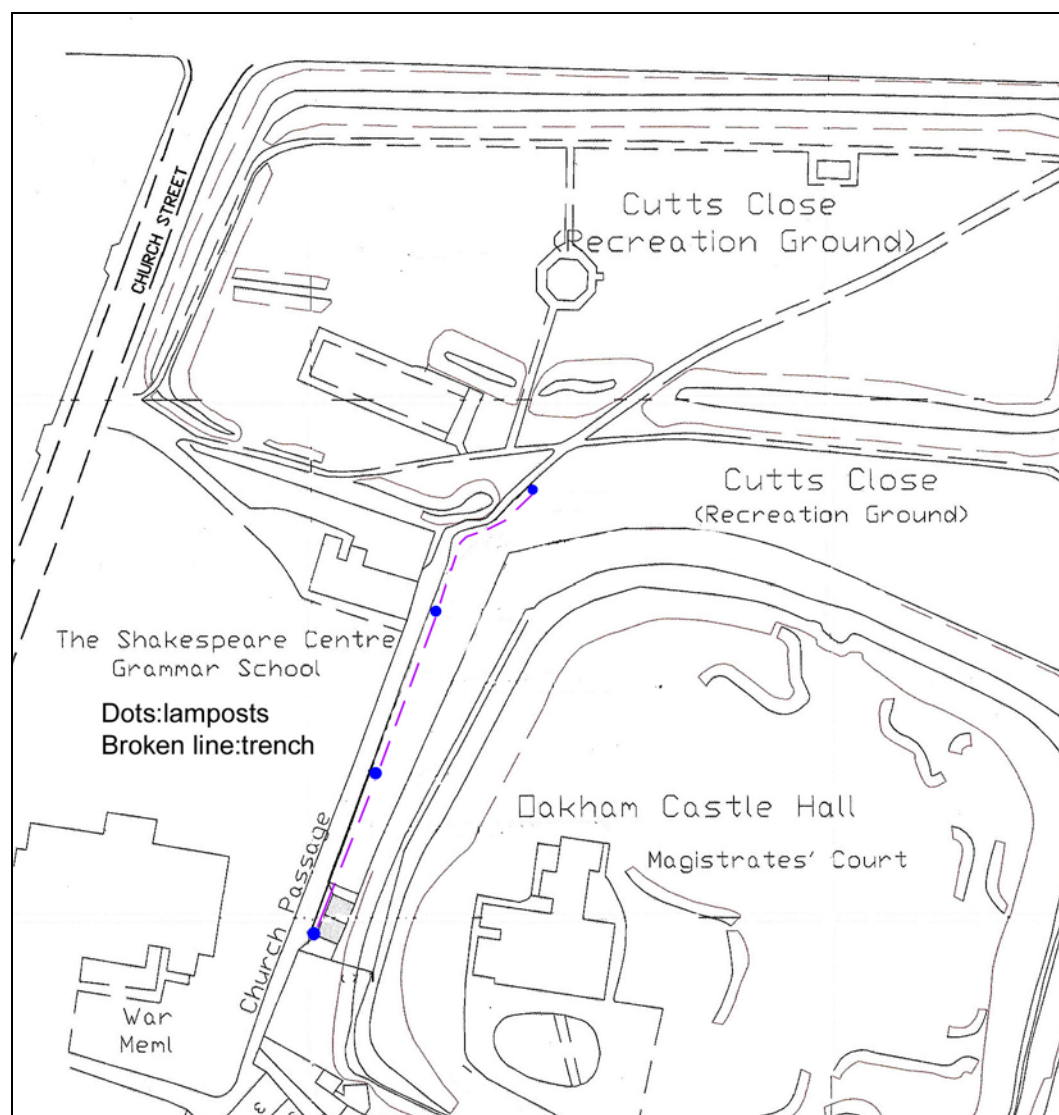 CHURCH STREET
Cutts Close
(Recreation Ground)
Cutts Close
(Recreation Ground)
The Shakespeare Centre
Grammar School
Dots:lamposts
Broken line:trench
Oakham Castle Hall
Magistrates' Court
Church Passage
War
Meml
3